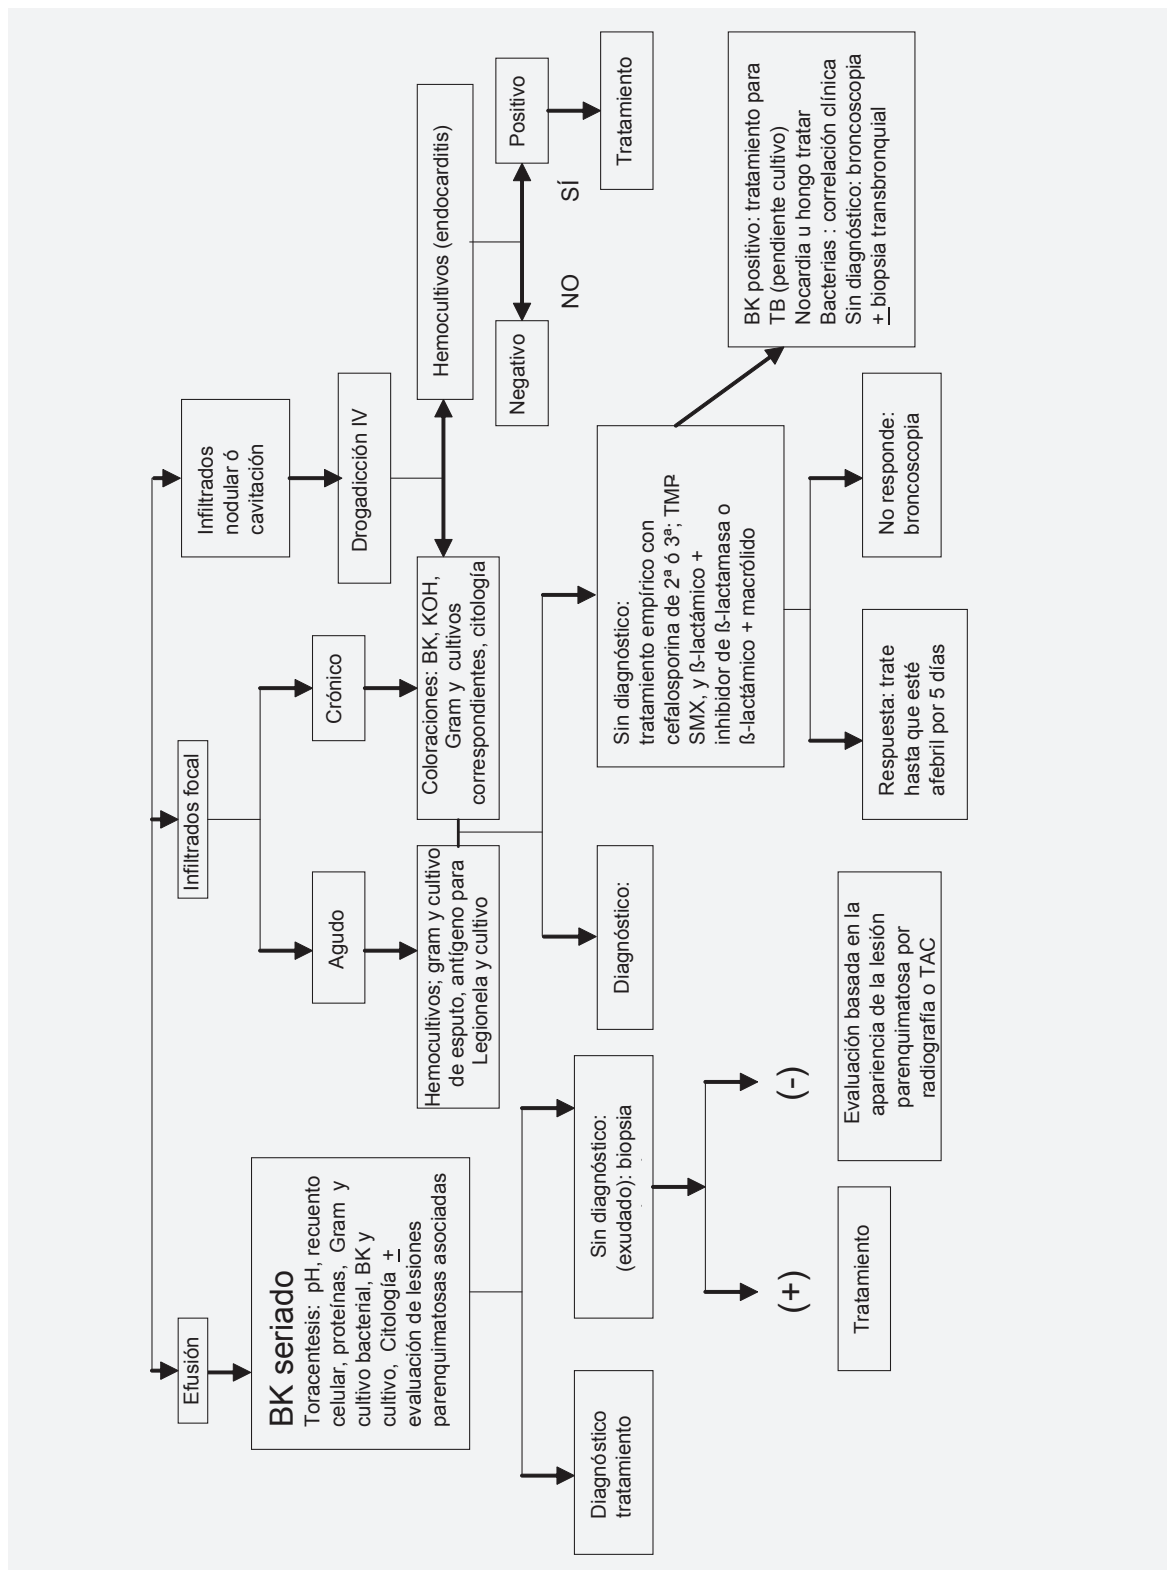 Efusión
Infiltrados focal
Infiltrados
nodular ó
cavitación
BK seriado
Toracentesis: pH, recuento
celular, proteínas, Gram y
cultivo bacterial, BK y
cultivo, Citología +
evaluación de lesiones
parenquimatosas asociadas
Agudo
Crónico
Drogadicción IV
Hemocultivos; gram y cultivo
de esputo, antígeno para
Legionela y cultivo
Coloraciones: BK, KOH,
Gram y cultivos
correspondientes, citología
Hemocultivos (endocarditis)
Negativo
Positivo
NO
SÍ
Tratamiento
Diagnóstico
tratamiento
Sin diagnóstico:
(exudado): biopsia
Diagnóstico:
Sin diagnóstico:
tratamiento empírico con
cefalosporina de 2ª ó 3ª; TMP-
SMX, y ß-lactámico +
inhibidor de ß-lactamasa o
ß-lactámico + macrólido
BK positivo: tratamiento para
TB (pendiente cultivo)
Nocardia u hongo tratar
Bacterias : correlación clínica
Sin diagnóstico: broncoscopia
+ biopsia transbronquial
(+)
(-)
Tratamiento
Evaluación basada en la
apariencia de la lesión
parenquimatosa por
radiografía o TAC
Respuesta: trate
hasta que esté
afebril por 5 días
No responde:
broncoscopia